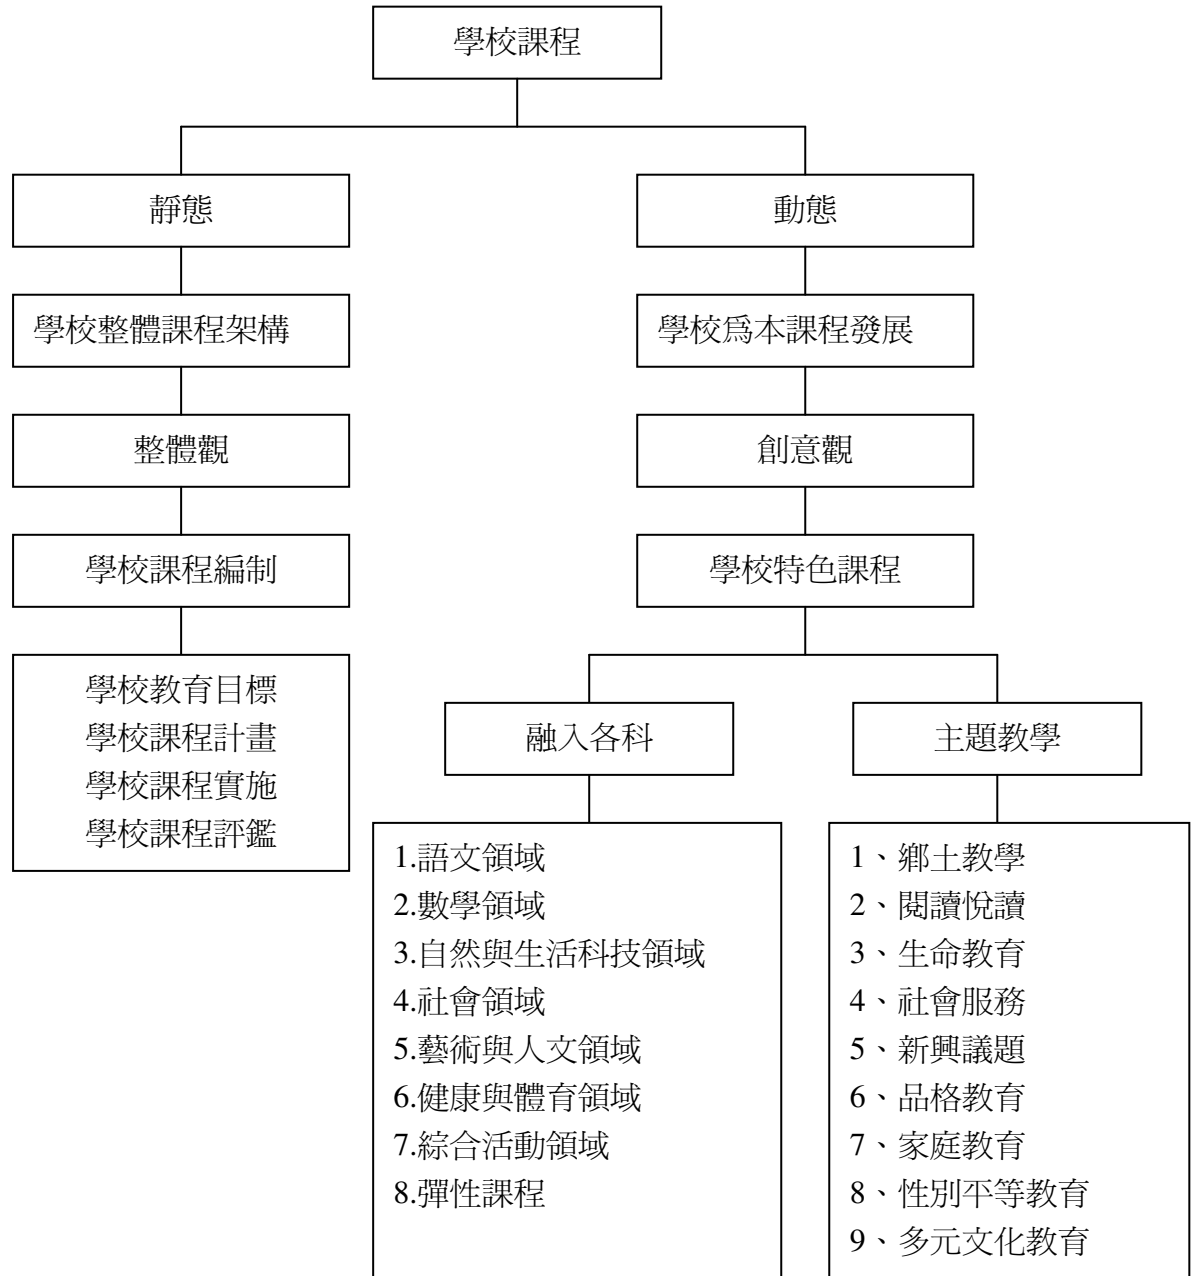 學校課程
靜態
動態
學校整體課程架構
學校為本課程發展
整體觀
創意觀
學校課程編制
學校特色課程
學校教育目標
學校課程計畫
學校課程實施
學校課程評鑑
融入各科
主題教學
1.語文領域
2.數學領域
3.自然與生活科技領域
4.社會領域
5.藝術與人文領域
6.健康與體育領域
7.綜合活動領域
8.彈性課程
1、鄉土教學
2、閱讀悅讀
3、生命教育
4、社會服務
5、新興議題
6、品格教育
7、家庭教育
8、性別平等教育
9、多元文化教育